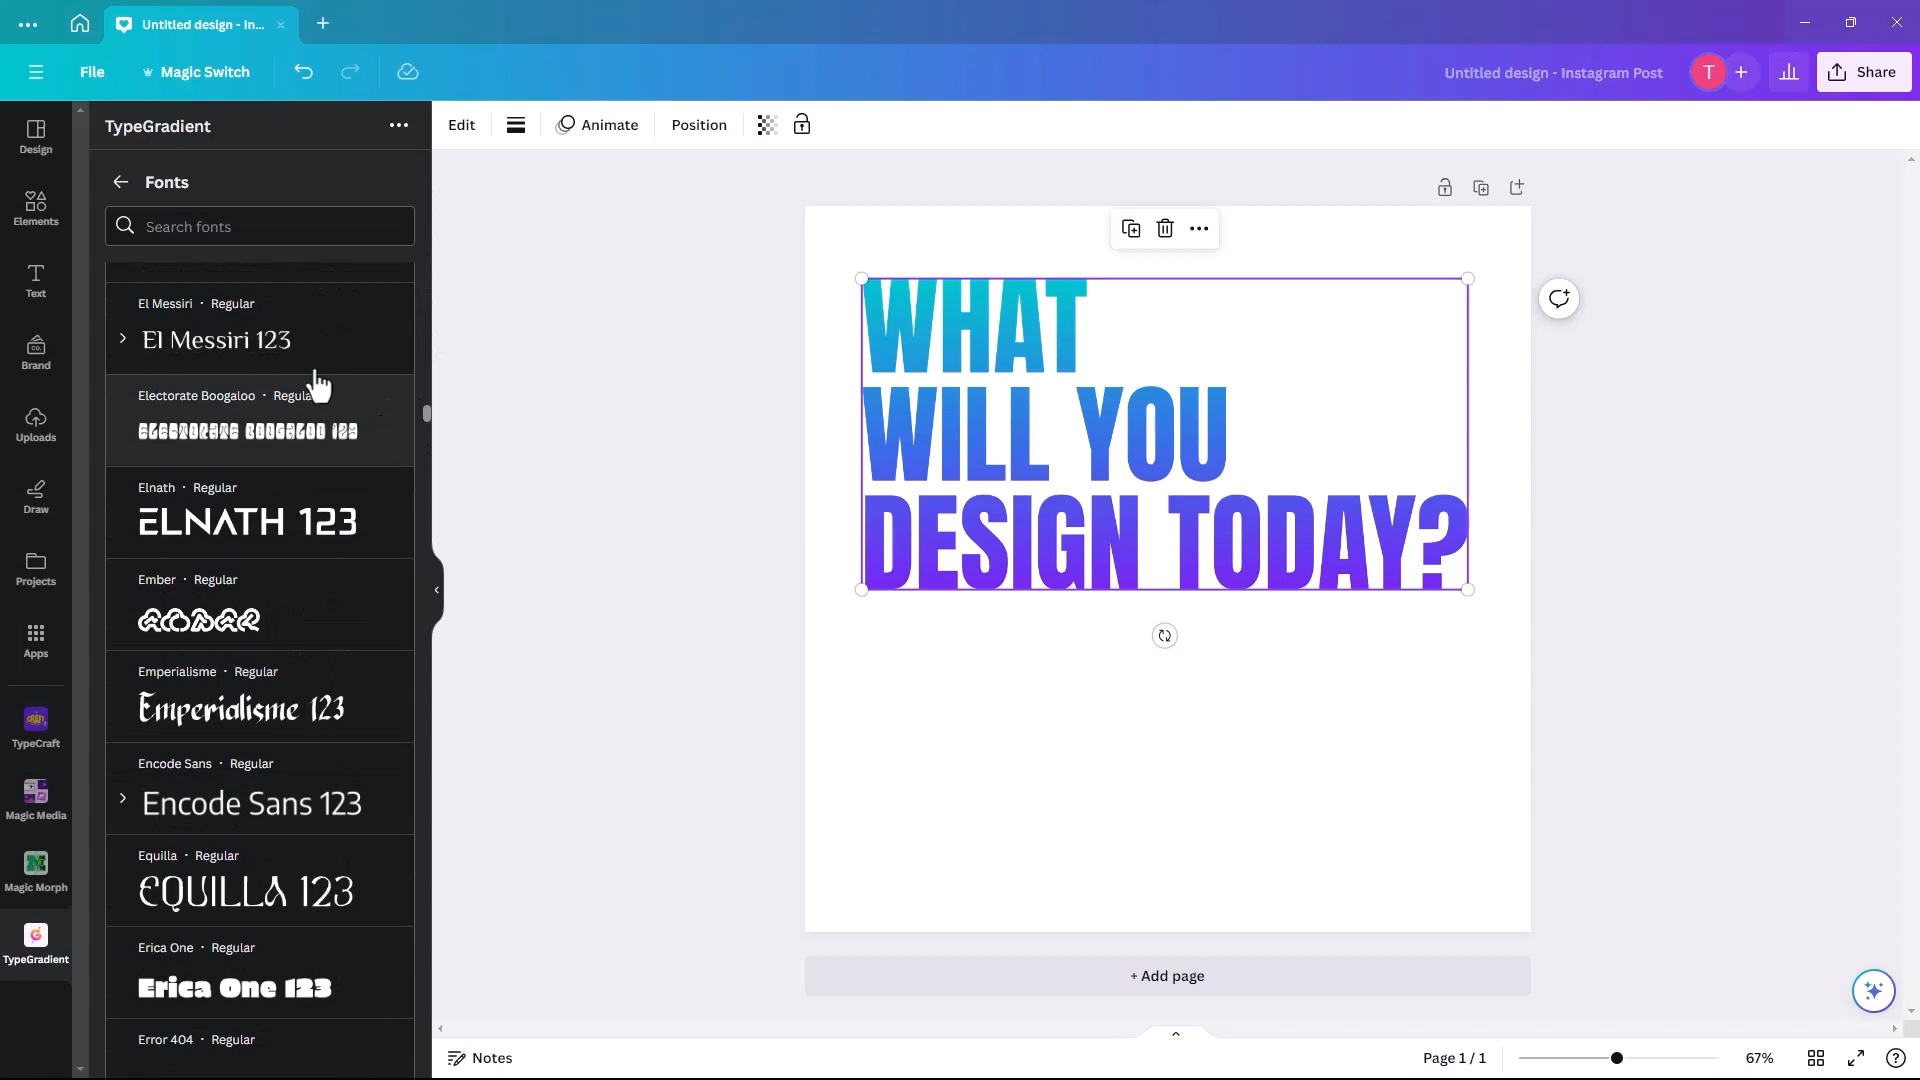 Untitled design - In...
File
Magic Switch
Untitled design - Instagram Post
T
Share
Design
Elements
Text
Brand
Uploads
Draw
Projects
Apps
TypeCraft
Magic Media
Magic Morph
TypeGradient
TypeGradient
Fonts
Search fonts
El Messiri · Regular
El Messiri 123
Electorate Boogaloo · Regula
Electorate Boogaloo 123
Elnath · Regular
ELNATH 123
Ember · Regular
EMBER
Emperialisme · Regular
Emperialisme 123
Encode Sans · Regular
Encode Sans 123
Equilla · Regular
EQUILLA 123
Erica One · Regular
Erica One 123
Error 404 · Regular
Edit
Animate
Position
WHAT
WILL YOU
DESIGN TODAY?
+ Add page
Notes
Page 1 / 1
67%